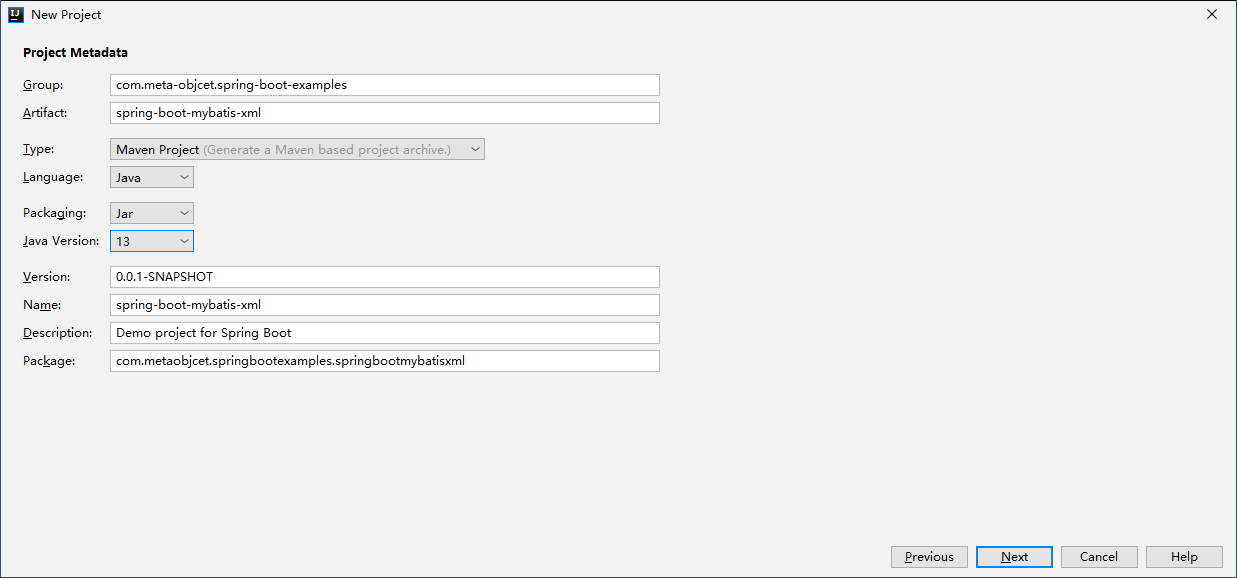 IJ
New Project
Project Metadata
Group: com.meta-objcet.spring-boot-examples
Artifact: spring-boot-mybatis-xml
Type: Maven Project (Generate a Maven based project archive.)
Language: Java
Packaging: Jar
Java Version: 13
Version: 0.0.1-SNAPSHOT
Name: spring-boot-mybatis-xml
Description: Demo project for Spring Boot
Package: com.metaobjcet.springbootexamples.springbootmybatisxml
Previous Next Cancel Help